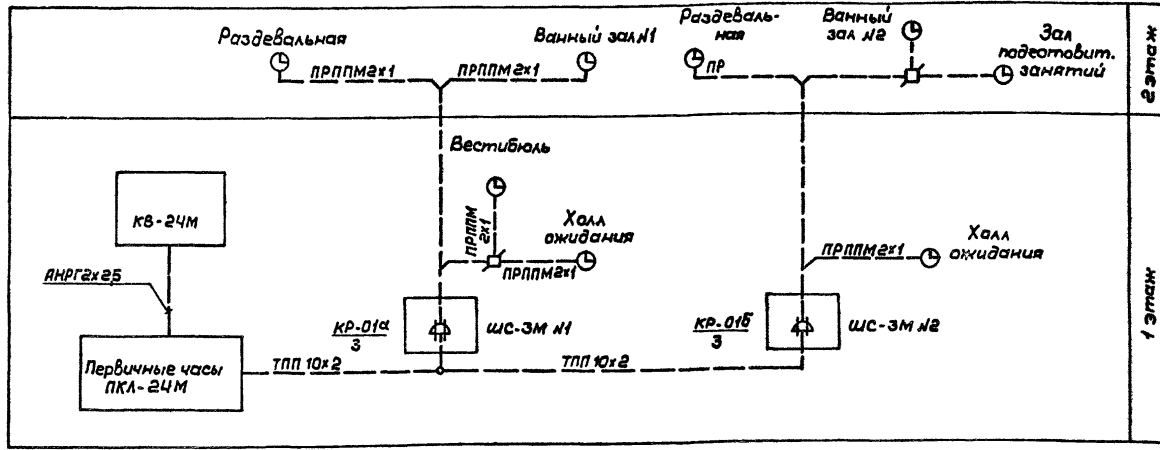 Раздевальная
Ванный зал №1
ПРППМ2х1
ПРППМ2х1
Раздеваль-
ная
Ванный
зал №2
Зал
подготовит.
занятий
ПР
2 этаж
Вестибюль
ПРППМ
2х1
Холл
ожидания
ПРППМ2х1
ПРППМ2х1
Холл
ожидания
КВ-24М
АНРГ2х2,5
Первичные часы
ПКЛ-24М
ТПП 10х2
КР-01а
3
ШС-3М №1
ТПП 10х2
КР-01б
3
ШС-3М №2
1 этаж